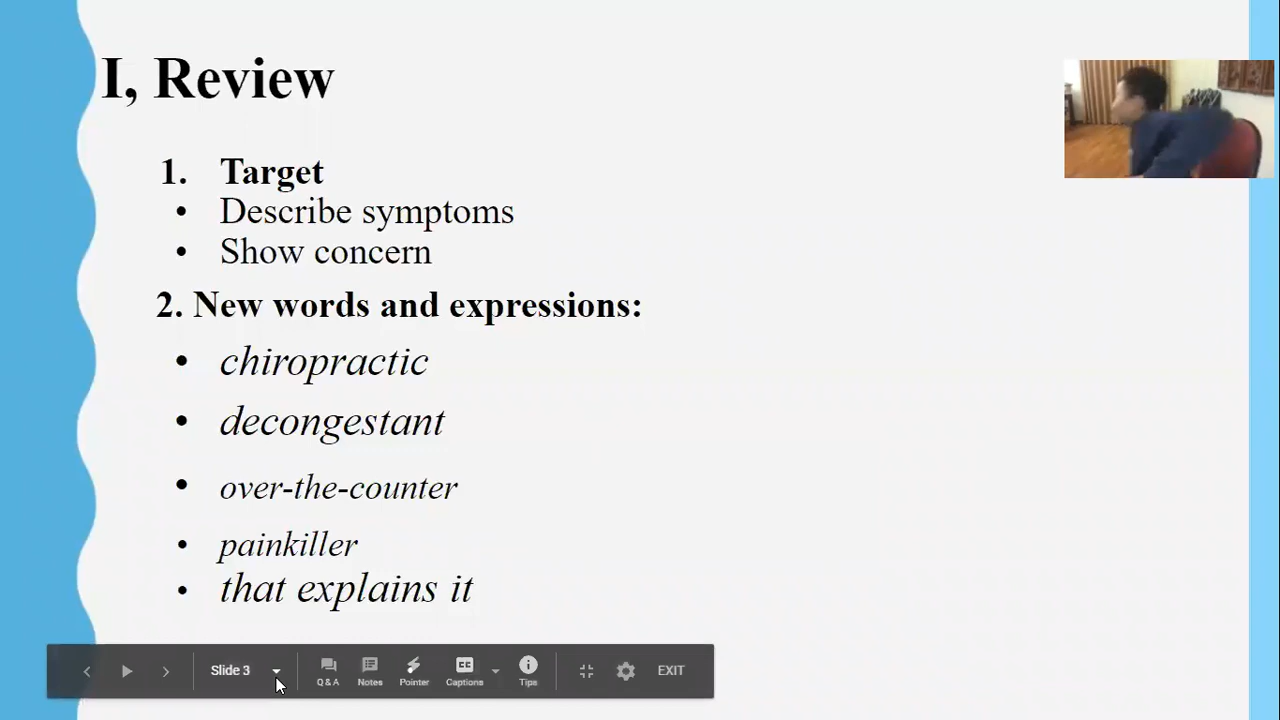 I, Review
1. Target
• Describe symptoms
• Show concern
2. New words and expressions:
• chiropractic
• decongestant
• over-the-counter
• painkiller
• that explains it
Slide 3 Q & A Notes Pointer CC Captions Tips EXIT